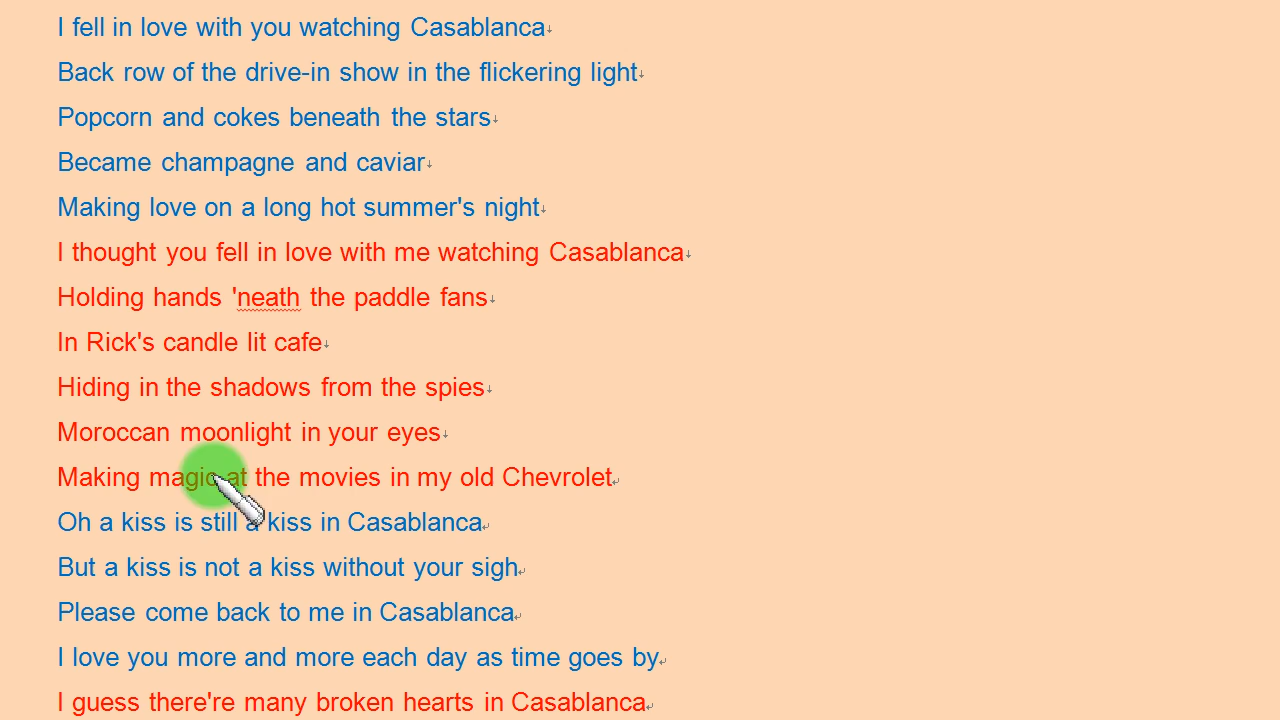 I fell in love with you watching Casablanca
Back row of the drive-in show in the flickering light
Popcorn and cokes beneath the stars
Became champagne and caviar
Making love on a long hot summer's night
I thought you fell in love with me watching Casablanca
Holding hands 'neath the paddle fans
In Rick's candle lit cafe
Hiding in the shadows from the spies
Moroccan moonlight in your eyes
Making magic at the movies in my old Chevrolet
Oh a kiss is still a kiss in Casablanca
But a kiss is not a kiss without your sigh
Please come back to me in Casablanca
I love you more and more each day as time goes by
I guess there're many broken hearts in Casablanca